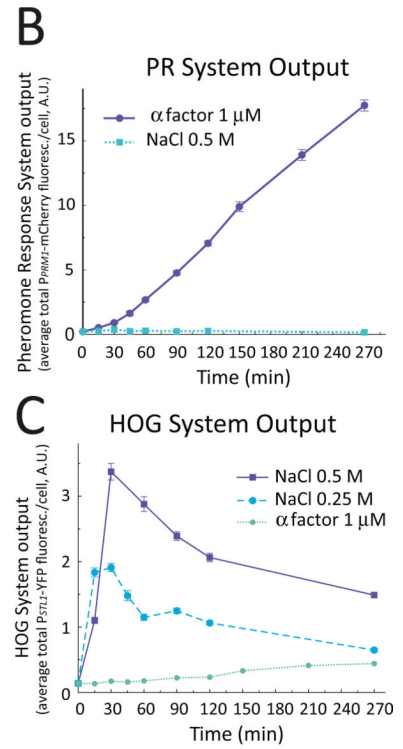 B
PR System Output
Pheromone Response System output
(average total PPRM1-mCherry fluoresc./cell, A.U.)
α factor 1 μM
NaCl 0.5 M
15
10
5
0
0 30 60 90 120 150 210 240 270
Time (min)
C
HOG System Output
HOG System output
(average total PSTL1-YFP fluoresc./cell, A.U.)
NaCl 0.5 M
NaCl 0.25 M
α factor 1 μM
3
2
1
0
0 30 60 90 120 150 180 210 240 270
Time (min)